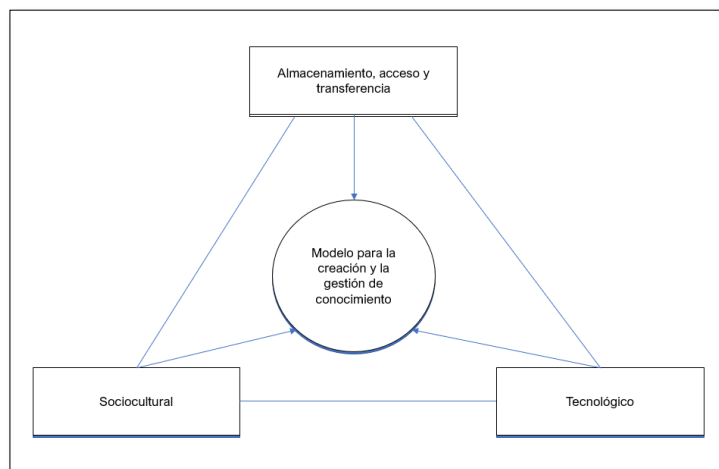 Almacenamiento, acceso y
transferencia
Modelo para la
creación y la
gestión de
conocimiento
Sociocultural
Tecnológico